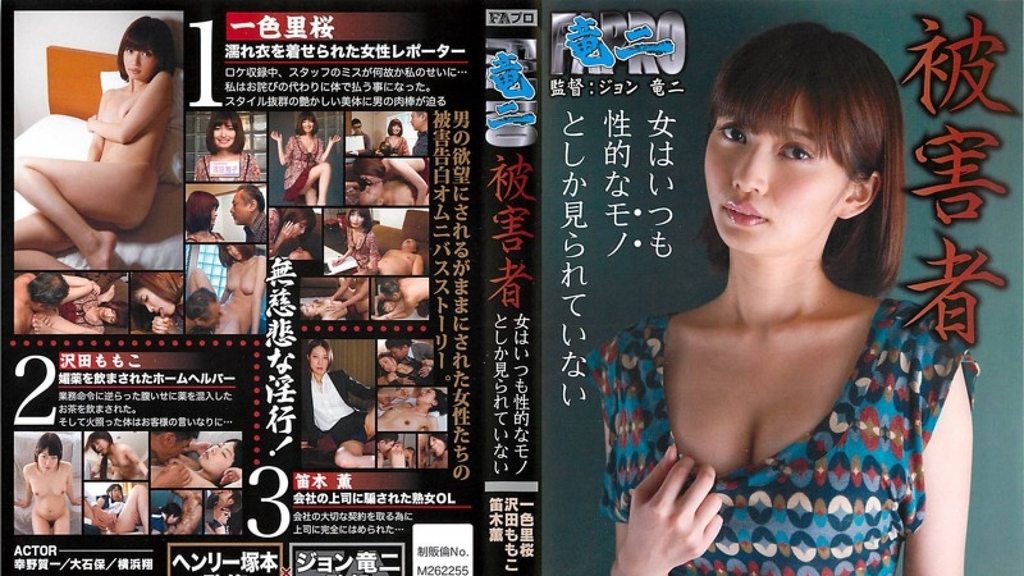 1
一色里桜
濡れ衣を着せられた女性レポーター
ロケ収録中、スタッフのミスが何故か私のせいに…
私はお詫びの代わりに体で払う事になった。
スタイル抜群の艶かしい美体に男の肉棒が迫る
男の欲望にされるがままにされた女性たちの
被害告白オムニバスストーリー。
無慈悲な淫行！
2
沢田ももこ
媚薬を飲まされたホームヘルパー
業務命令に逆らった腹いせに薬を混入した
お茶を飲まされた。
そして火照った体はお客様の言いなりに…
3
笛木 薫
会社の上司に騙された熟女OL
会社の大切な契約を取る為に
上司に完全にはめられた…
ACTOR
幸野賀一／大石保／横浜翔
ヘンリー塚本
ジョン竜二
制販倫No.
M262255
FAプロ
竜二
被害者
女はいつも性的なモノ
としか見られていない
一色里桜
沢田ももこ
笛木薫
FAPRO
竜二
監督：ジョン 竜二
被害者
女はいつも
性的なモノ
としか見られていない